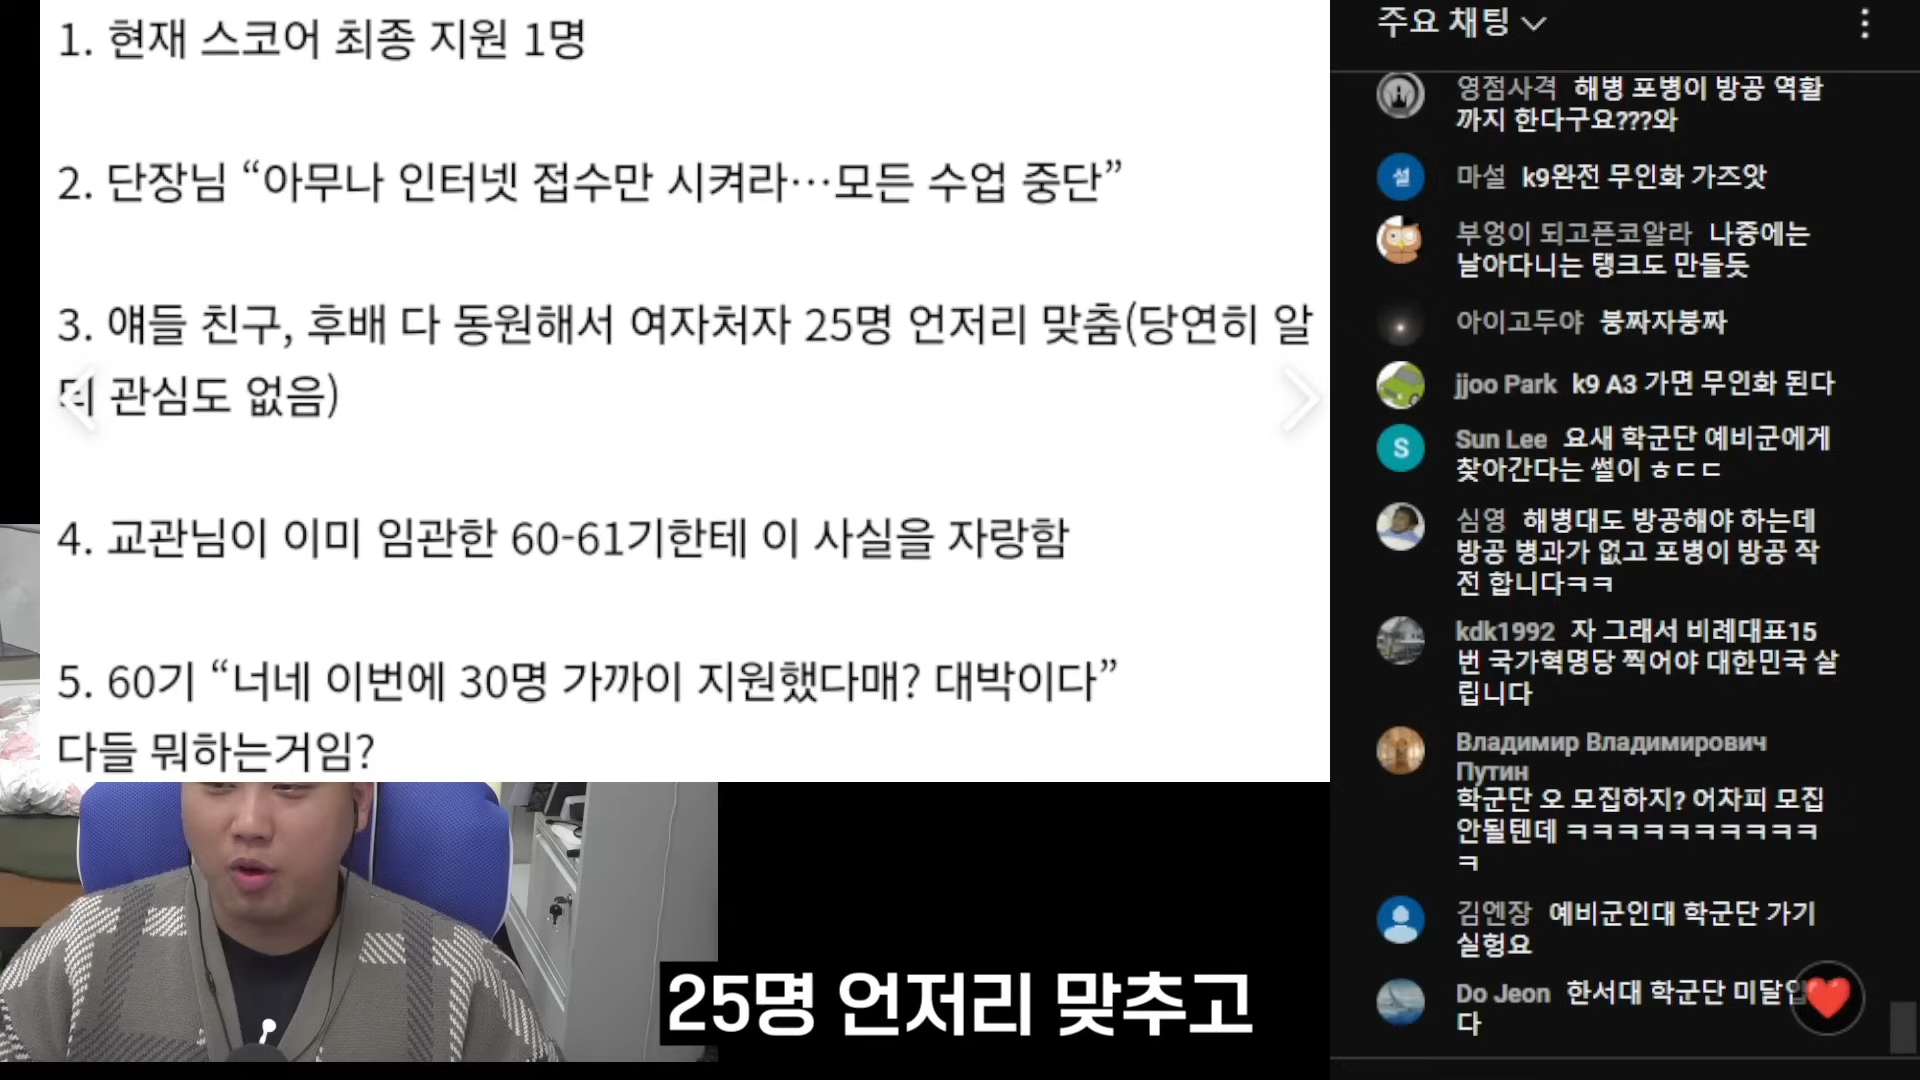 1. 현재 스코어 최종 지원 1명
2. 단장님 “아무나 인터넷 접수만 시켜라…모든 수업 중단”
3. 얘들 친구, 후배 다 동원해서 여자처자 25명 언저리 맞춤(당연히 알
관심도 없음)
4. 교관님이 이미 임관한 60-61기한테 이 사실을 자랑함
5. 60기 “너네 이번에 30명 가까이 지원했다매? 대박이다”
다들 뭐하는거임?
25명 언저리 맞추고
주요 채팅
영점사격 해병 포병이 방공 역활
까지 한다구요???와
설
마설 k9완전 무인화 가즈앗
부엉이 되고픈코알라 나중에는
날아다니는 탱크도 만들듯
아이고두야 붕짜자붕짜
jjoo Park k9 A3 가면 무인화 된다
S
Sun Lee 요새 학군단 예비군에게
찾아간다는 썰이 ㅎㄷㄷ
심영 해병대도 방공해야 하는데
방공 병과가 없고 포병이 방공 작
전 합니다ㅋㅋ
kdk1992 자 그래서 비례대표15
번 국가혁명당 찍어야 대한민국 살
립니다
Владимир Владимирович
Путин
학군단 오 모집하지? 어차피 모집
안될텐데 ㅋㅋㅋㅋㅋㅋㅋㅋㅋㅋ
ㅋ
김엔장 예비군인대 학군단 가기
실헝요
Do Jeon 한서대 학군단 미달입
다